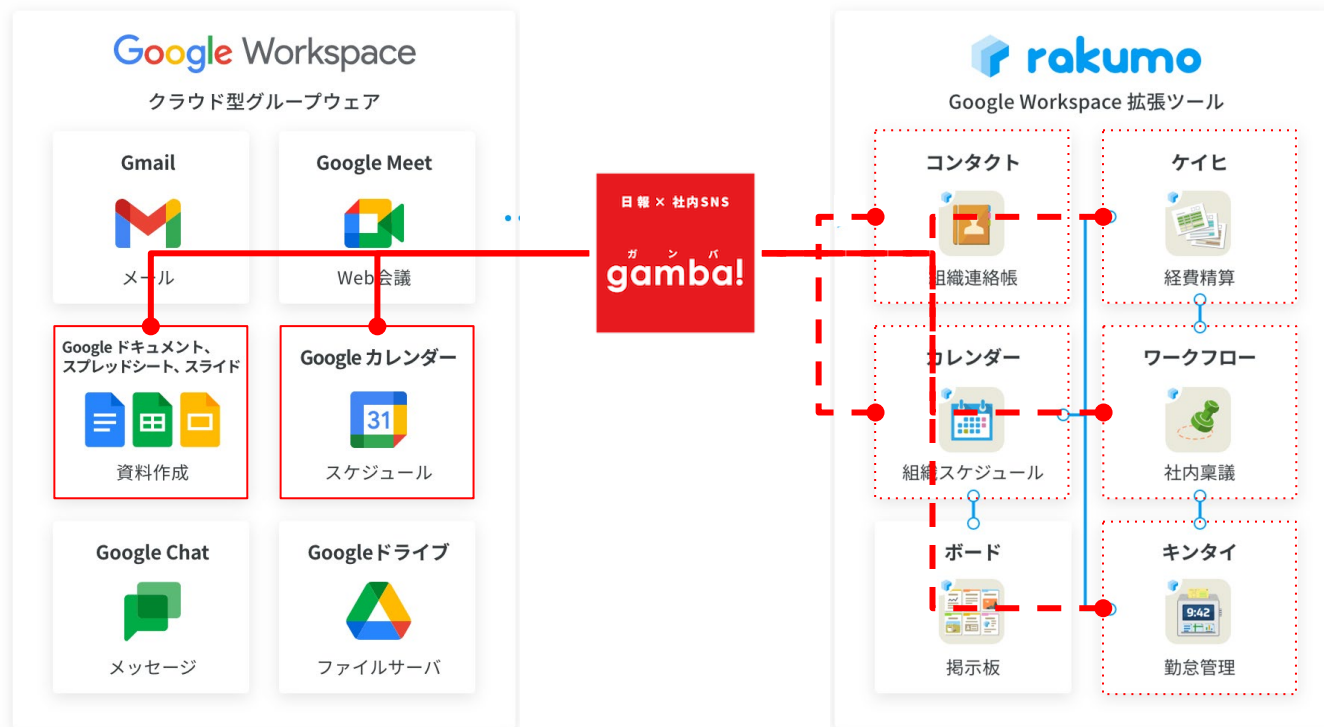 Google Workspace
クラウド型グループウェア
Gmail
メール
Google Meet
Web会議
Google ドキュメント、
スプレッドシート、スライド
資料作成
Google カレンダー
31
スケジュール
Google Chat
メッセージ
Googleドライブ
ファイルサーバ
日報 × 社内SNS
ガンバ
gamba!
rakumo
Google Workspace 拡張ツール
コンタクト
組織連絡帳
ケイヒ
経費精算
カレンダー
組織スケジュール
ワークフロー
社内稟議
ボード
掲示板
キンタイ
9:42
勤怠管理